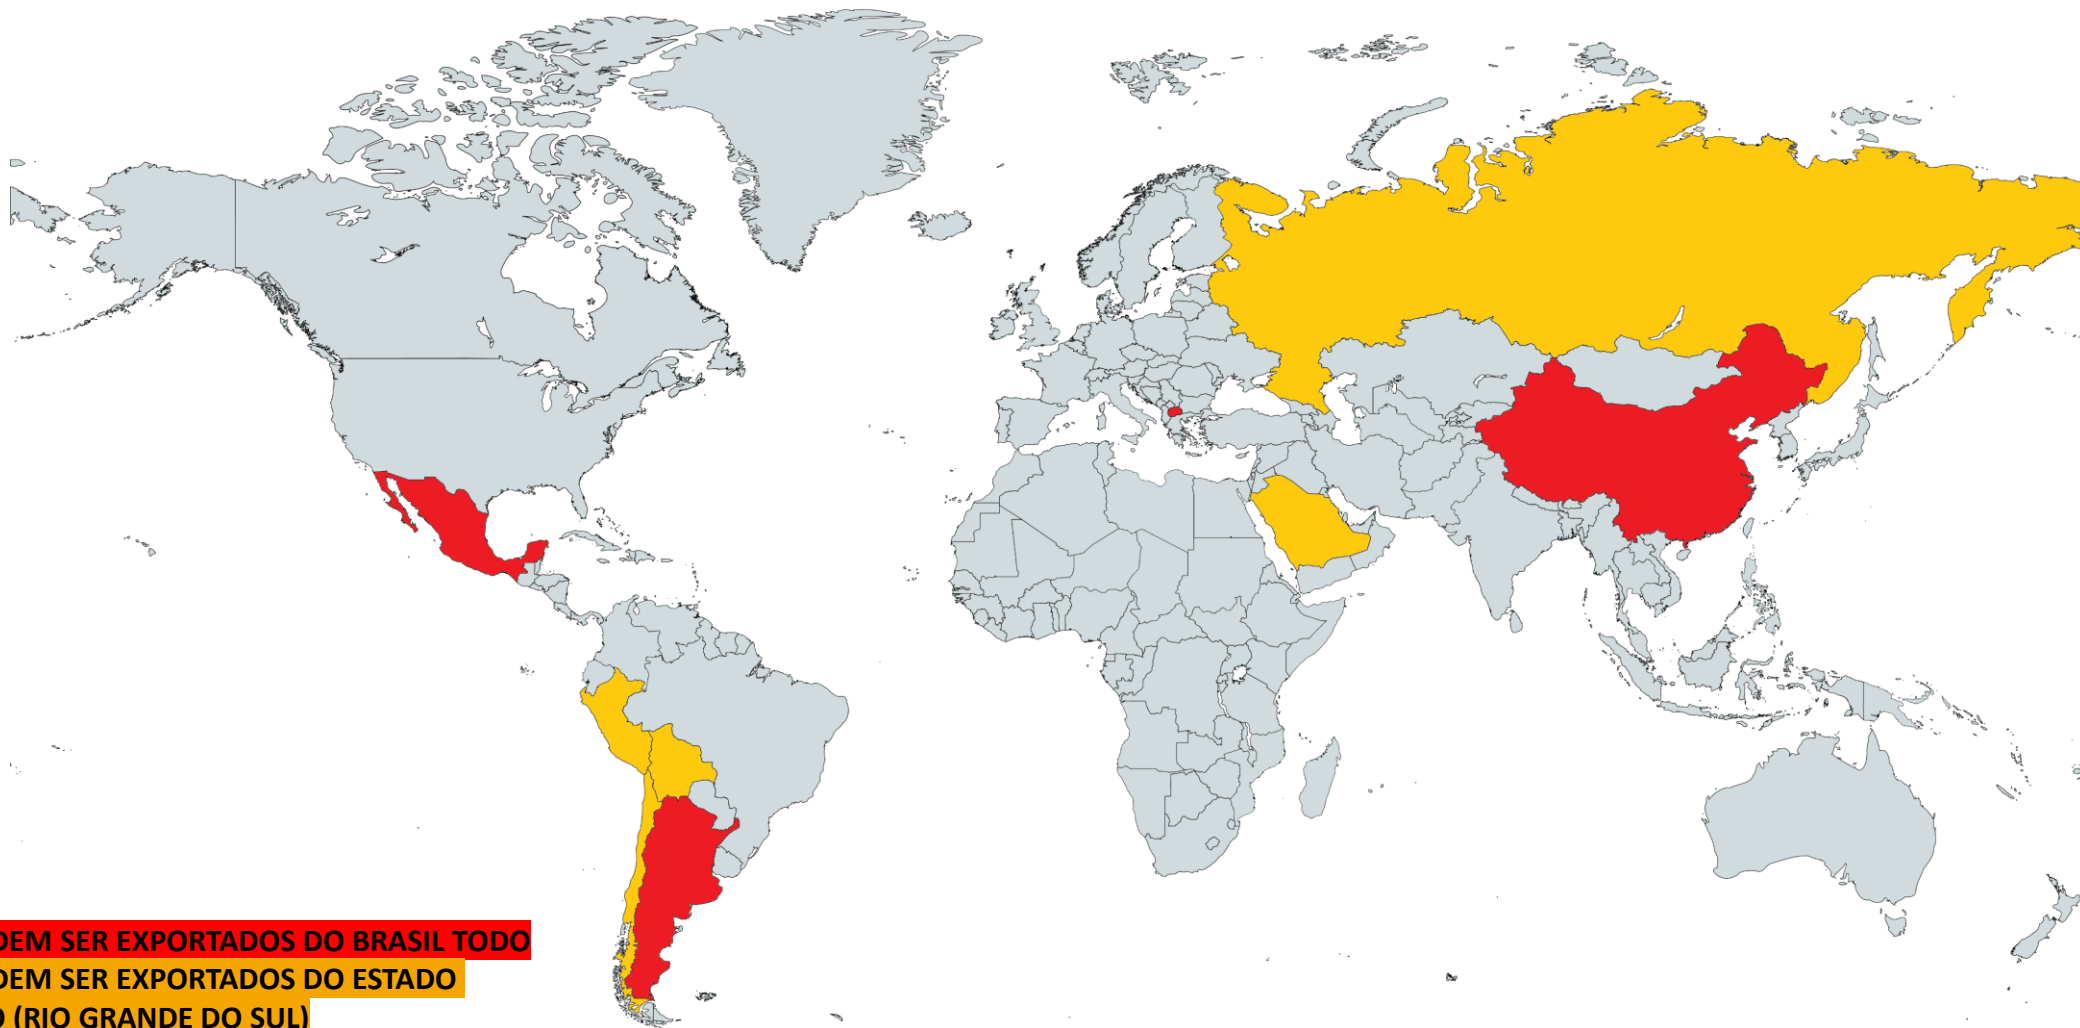 DEM SER EXPORTADOS DO BRASIL TODO
DEM SER EXPORTADOS DO ESTADO
(RIO GRANDE DO SUL)